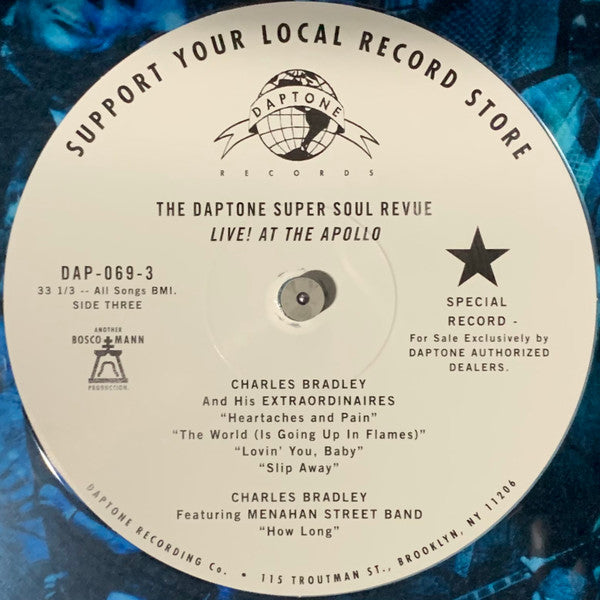 SUPPORT YOUR LOCAL RECORD STORE
DAPTONE
RECORDS
THE DAPTONE SUPER SOUL REVUE
LIVE! AT THE APOLLO
DAP-069-3
33 1/3 -- All Songs BMI.
SIDE THREE
ANOTHER
BOSCO MANN
PRODUCTION.
SPECIAL
RECORD -
For Sale Exclusively by
DAPTONE AUTHORIZED
DEALERS.
CHARLES BRADLEY
And His EXTRAORDINAIRES
“Heartaches and Pain”
“The World (Is Going Up In Flames)”
“Lovin’ You, Baby”
“Slip Away”
CHARLES BRADLEY
Featuring MENAHAN STREET BAND
“How Long”
DAPTONE RECORDING Co. • 115 TROUTMAN ST., BROOKLYN, NY 11206